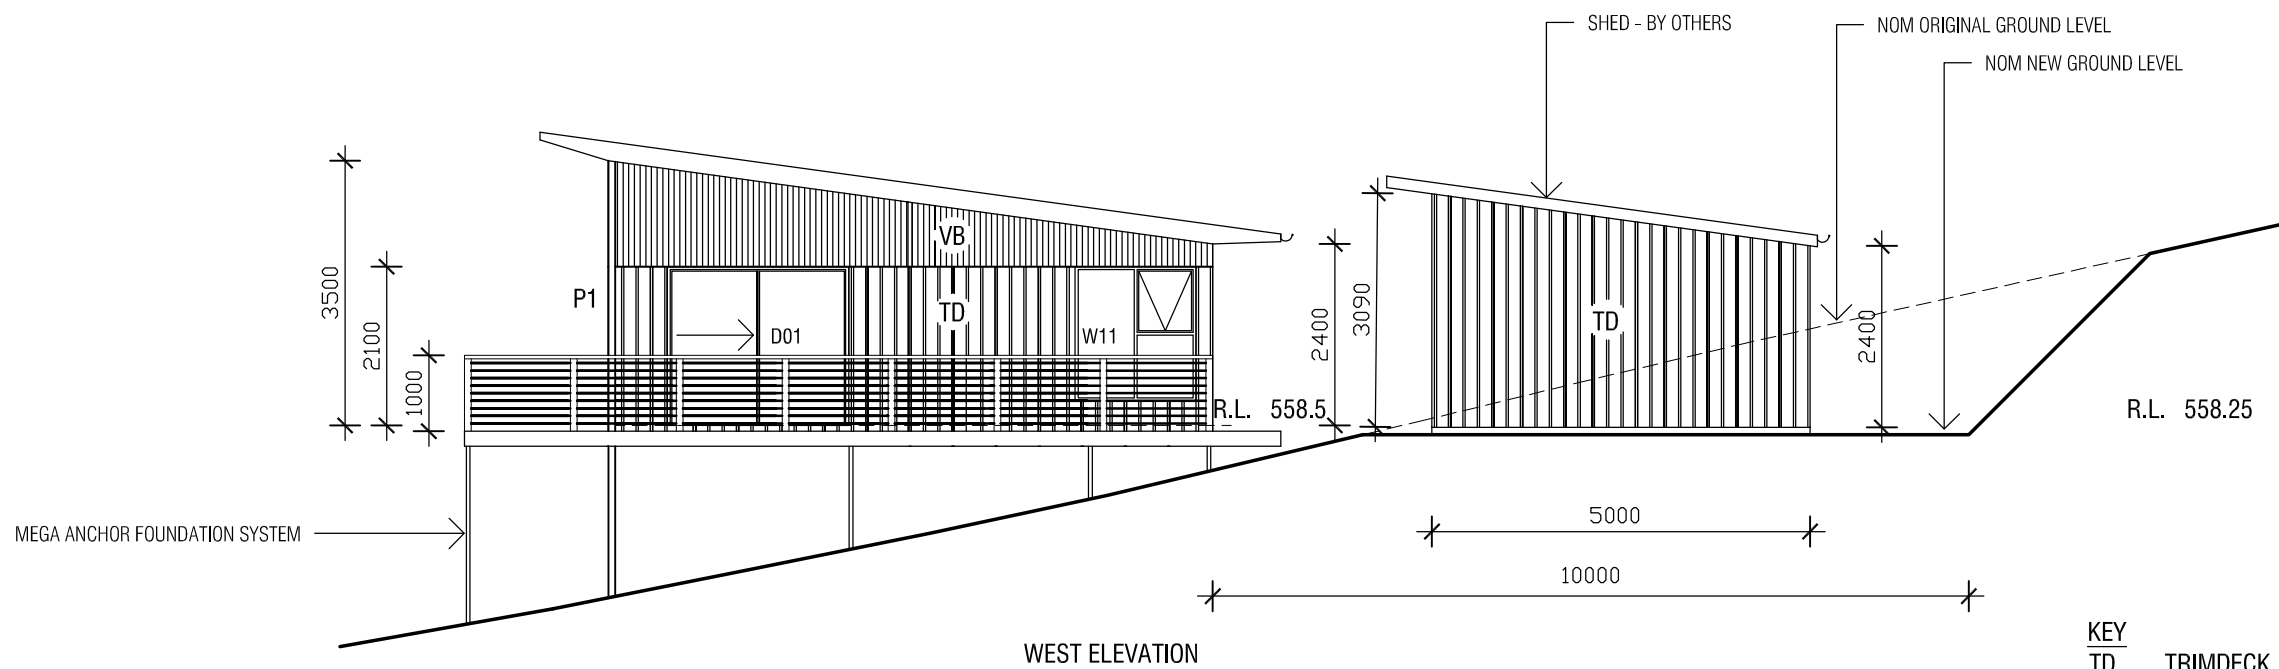 SHED - BY OTHERS
NOM ORIGINAL GROUND LEVEL
NOM NEW GROUND LEVEL
VB
P1
TD
D01
W11
3500
2100
1000
2400
3090
TD
2400
R.L. 558.5
R.L. 558.25
5000
MEGA ANCHOR FOUNDATION SYSTEM
10000
WEST ELEVATION
KEY
TD TRIMDECK